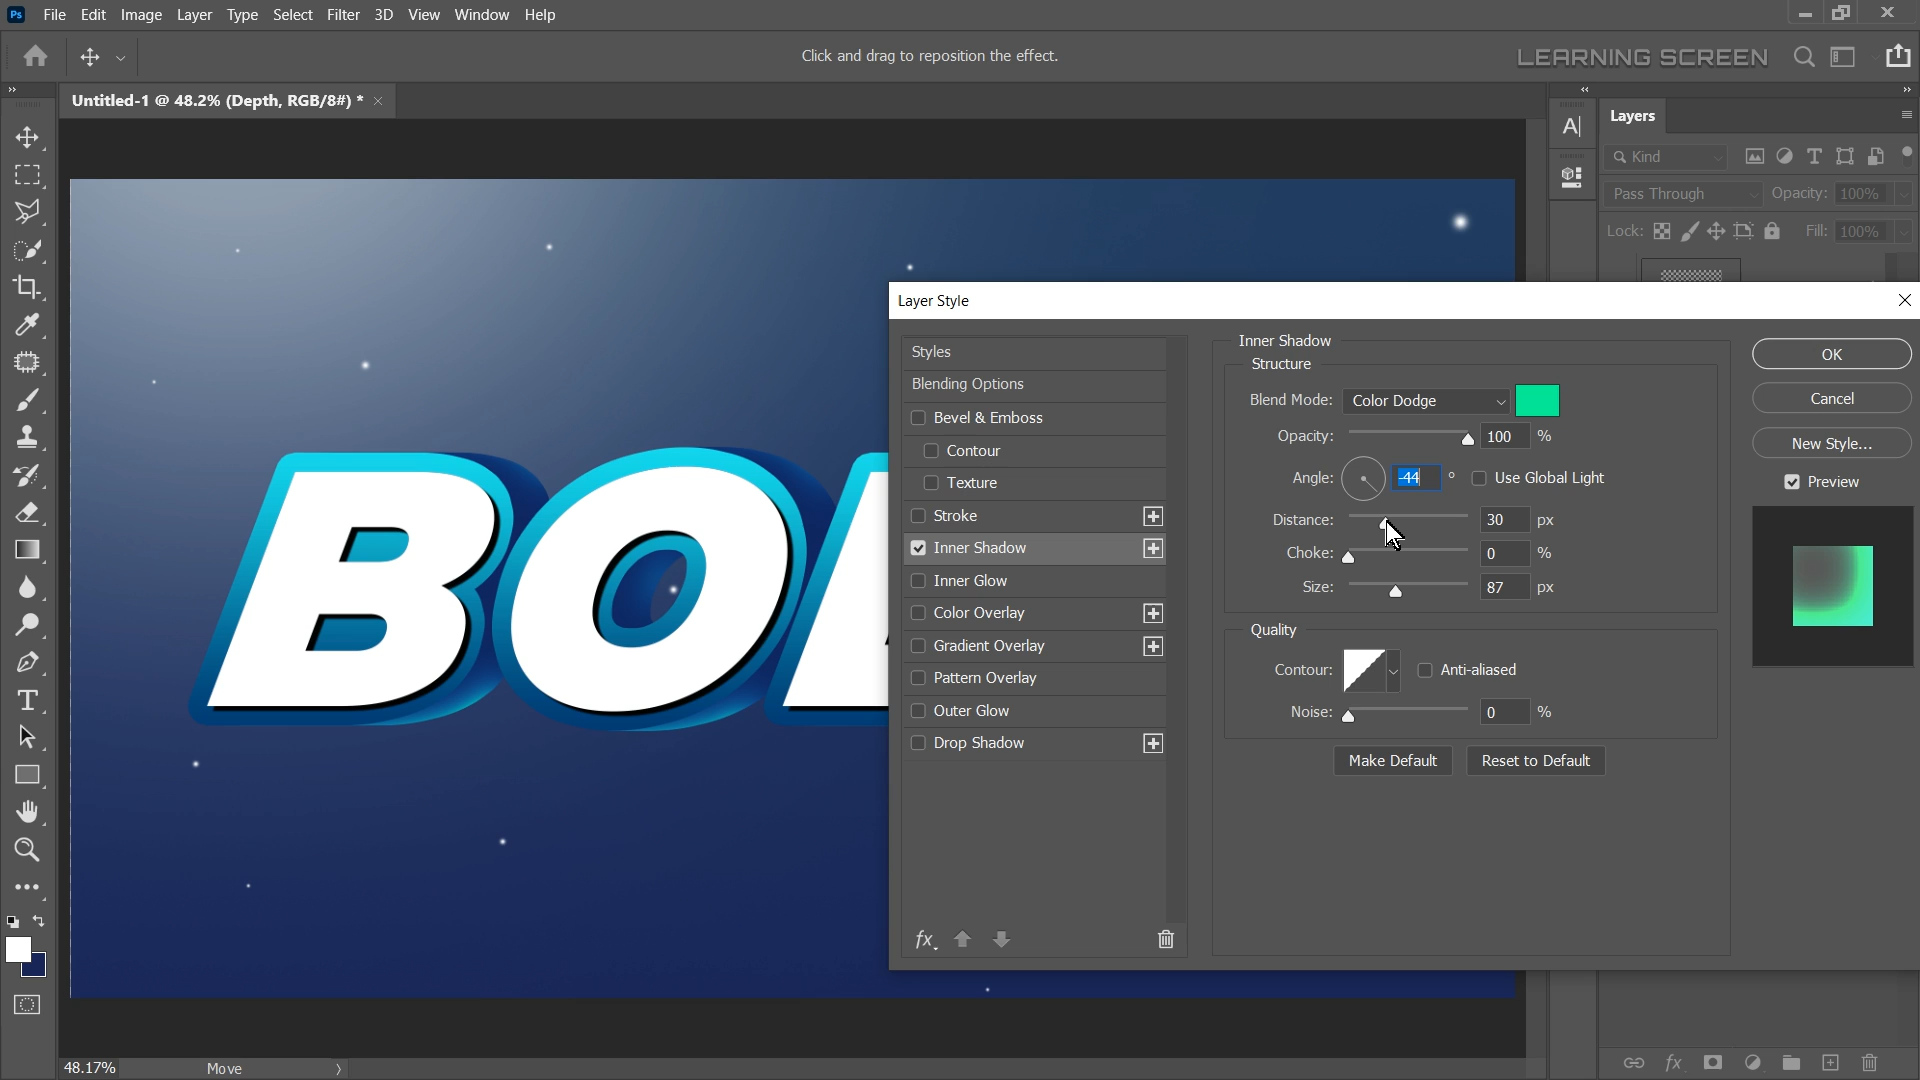 Ps File Edit Image Layer Type Select Filter 3D View Window Help
Click and drag to reposition the effect.
LEARNING SCREEN
Untitled-1 @ 48.2% (Depth, RGB/8#) *
Layers
Kind
Pass Through Opacity: 100%
Lock: Fill: 100%
BO
Layer Style
Styles
Blending Options
Bevel & Emboss
Contour
Texture
Stroke
Inner Shadow
Inner Glow
Color Overlay
Gradient Overlay
Pattern Overlay
Outer Glow
Drop Shadow
fx
Inner Shadow
Structure
Blend Mode: Color Dodge
Opacity: 100 %
Angle: -44 ° Use Global Light
Distance: 30 px
Choke: 0 %
Size: 87 px
Quality
Contour: Anti-aliased
Noise: 0 %
Make Default Reset to Default
OK
Cancel
New Style...
Preview
48.17% Move
fx